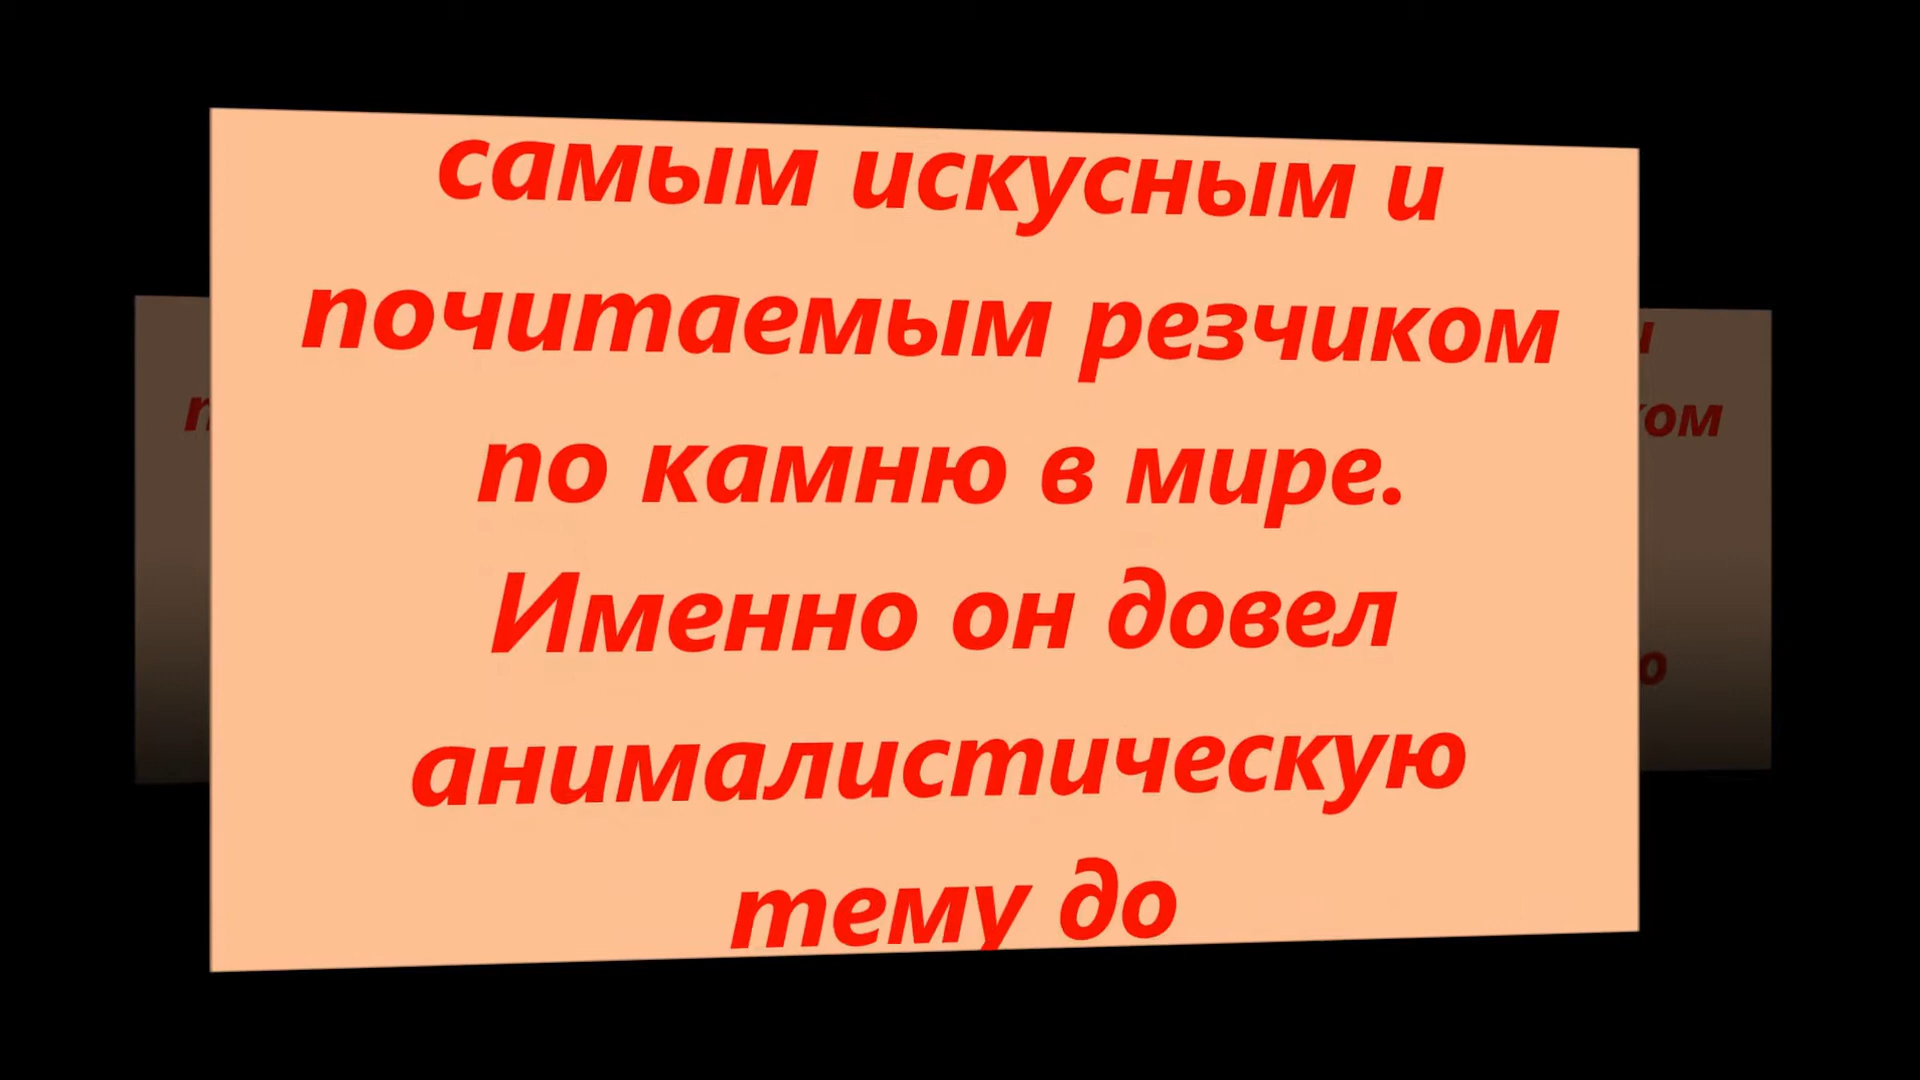 самым искусным и
почитаемым резчиком
по камню в мире.
Именно он довел
анималистическую
тему до